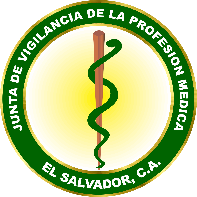 JUNTA DE VIGILANCIA DE LA PROFESION MEDICA
EL SALVADOR, C.A.